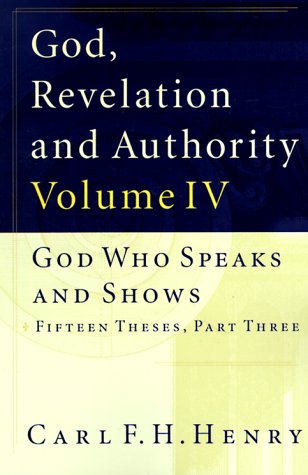 God,
Revelation
and Authority
Volume IV
God Who Speaks
and Shows
Fifteen Theses, Part Three
Carl F. H. Henry